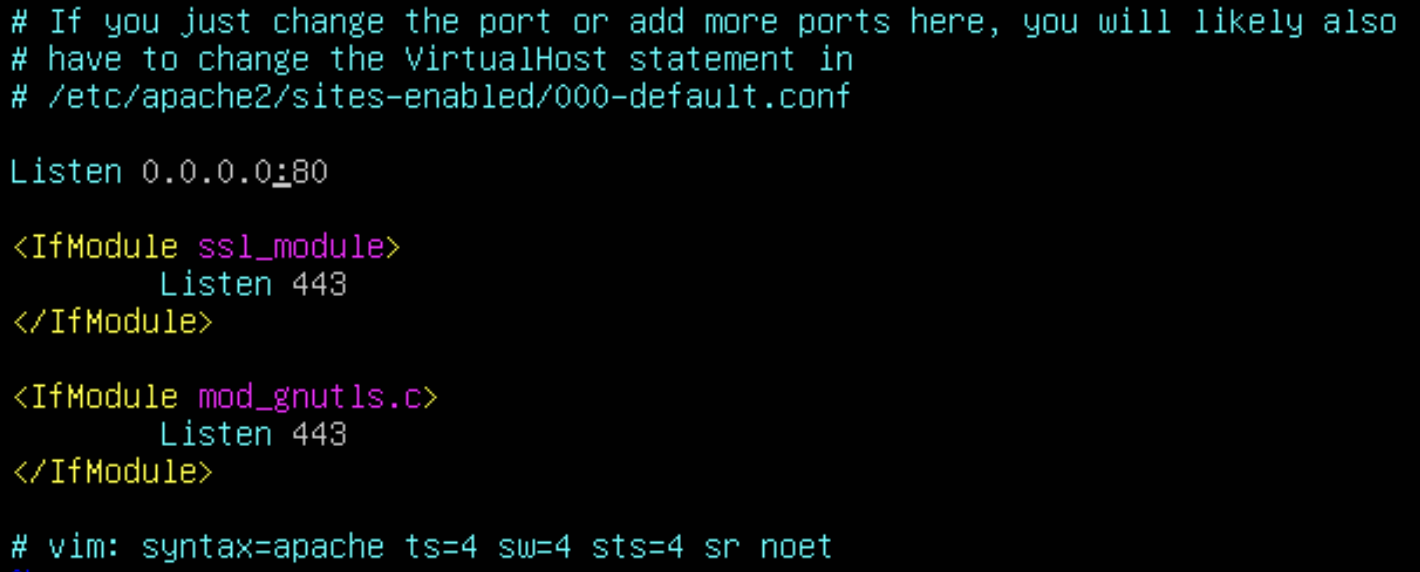 # If you just change the port or add more ports here, you will likely also
# have to change the VirtualHost statement in
# /etc/apache2/sites-enabled/000-default.conf
Listen 0.0.0.0:80
<IfModule ssl_module>
Listen 443
</IfModule>
<IfModule mod_gnutls.c>
Listen 443
</IfModule>
# vim: syntax=apache ts=4 sw=4 sts=4 sr noet